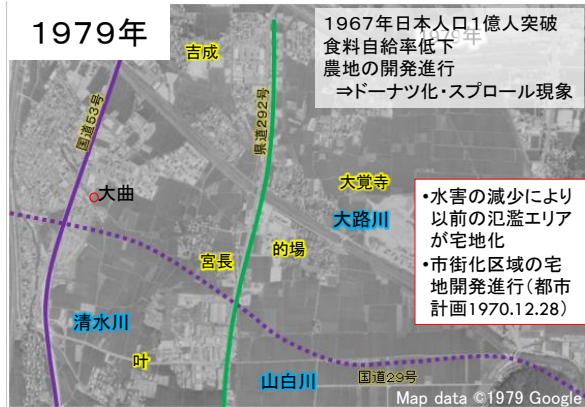 1979年
1967年日本人口1億人突破
食料自給率低下
農地の開発進行
⇒ドーナツ化・スプロール現象
吉成
国道53号
県道292号
大曲
大覚寺
大路川
的場
宮長
清水川
叶
山白川
国道29号
•水害の減少により
以前の氾濫エリア
が宅地化
•市街化区域の宅
地開発進行(都市
計画1970.12.28)
Map data ©1979 Google